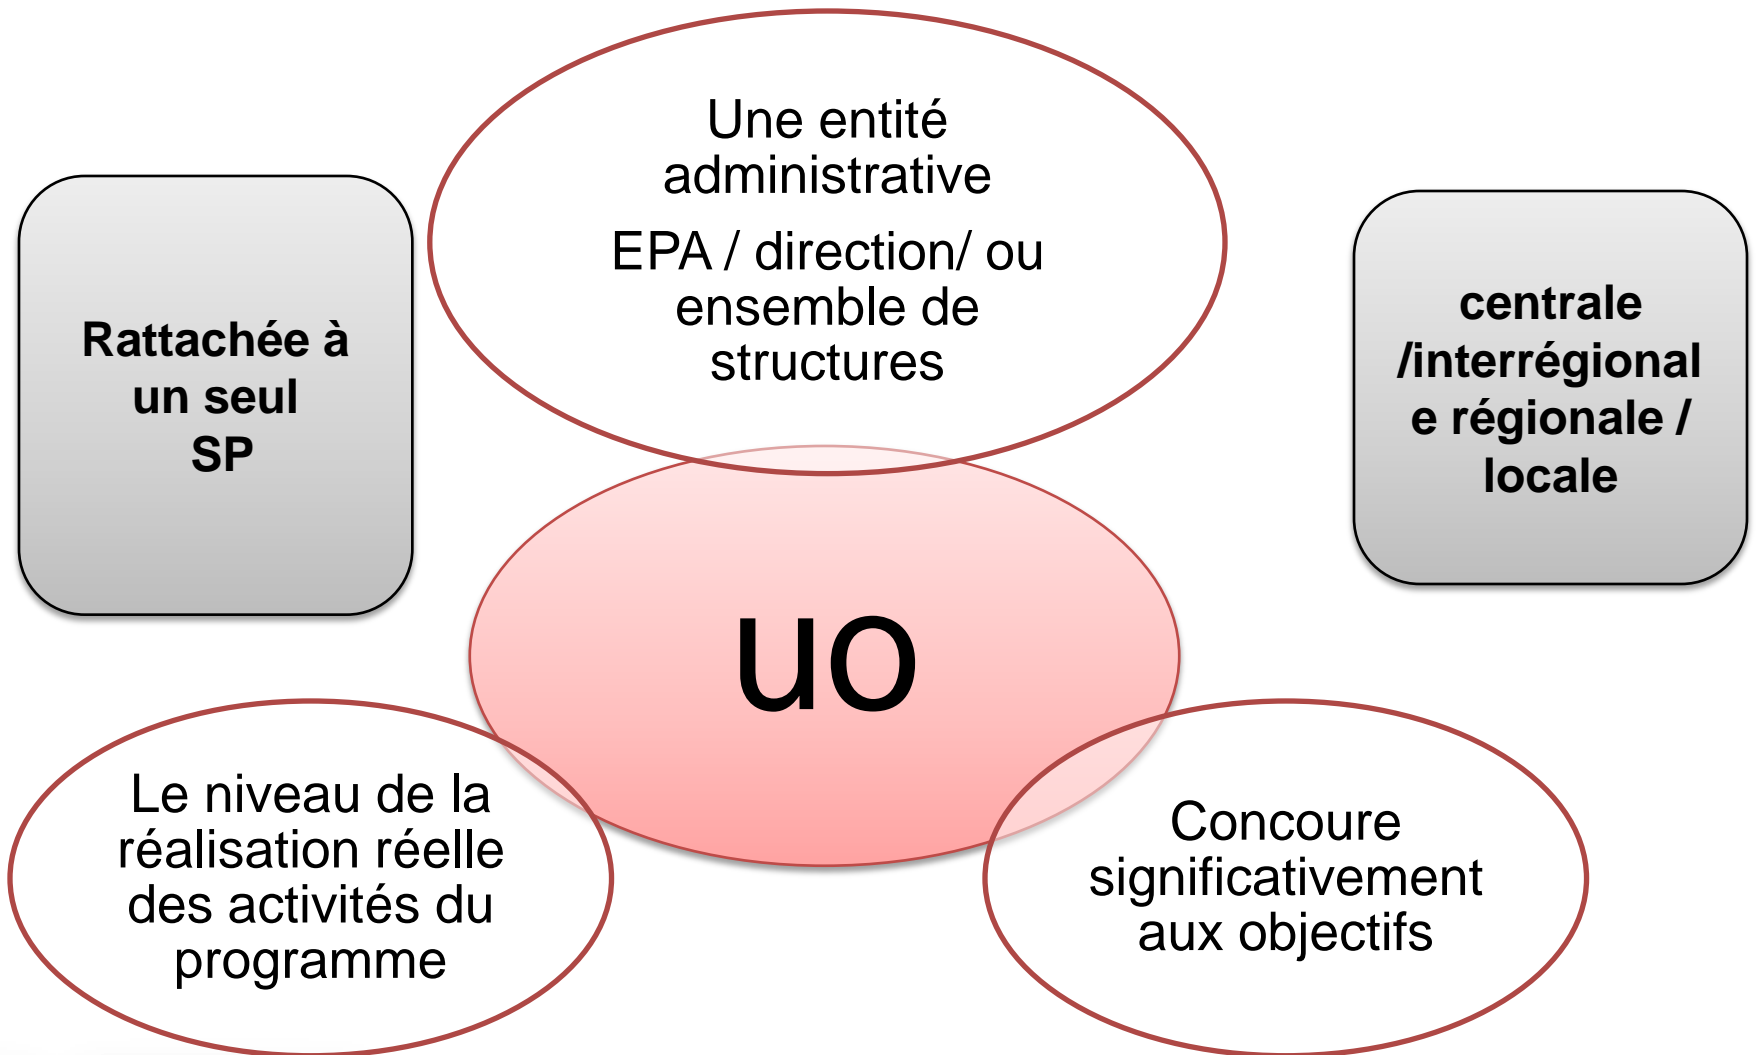 Une entité
administrative
EPA / direction/ ou
ensemble de
structures
Rattachée à
un seul
SP
centrale
/interrégional
e régionale /
locale
uo
Le niveau de la
réalisation réelle
des activités du
programme
Concoure
significativement
aux objectifs